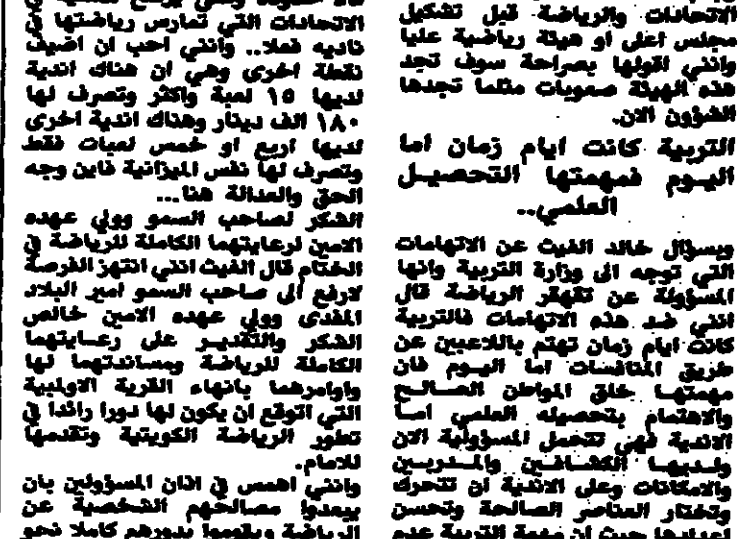 الاتحادات والرياضة قبل تشكيل
مجلس اعلى او هيئة رياضية عليا
وانني اقولها بصراحة سوف تجد
هذه الهيئة صعوبات مثلما تجدها
الشؤون الان.
التربية كانت ايام زمان اما
اليوم فمهمتها التحصيل
العلمي..
وبسؤال خالد الغيث عن الاتهامات
التي توجه الى وزارة التربية وانها
المسؤولة عن تقهقر الرياضة قال
انني ضد هذه الاتهامات فالتربية
كانت ايام زمان تهتم باللاعبين عن
طريق المنافسات اما اليوم فان
مهمتها خلق المواطن الصالح
والاهتمام بتحصيله العلمي اما
الاندية فهي تتحمل المسؤولية الان
ولديها الكشافين والمدربين
والامكانات وعلى الاندية ان تتحرك
وتختار العناصر الصالحة وتحسن
اعدادها حيث ان مهمة التربية عدم
الاتحادات التي تمارس رياضتها في
ناديه فعلا.. وانني احب ان اضيف
نقطة اخرى وهي ان هناك اندية
لديها ١٥ لعبة واكثر وتصرف لها
١٨٠ الف دينار وهناك اندية اخرى
لديها اربع او خمس لعبات فقط
وتصرف لها نفس الميزانية فاين وجه
الحق والعدالة هنا...
الشكر لصاحب السمو وولي عهده
الامين لرعايتهما الكاملة للرياضة في
الختام قال الغيث انني انتهز الفرصة
لارفع الى صاحب السمو امير البلاد
المفدى وولي عهده الامين خالص
الشكر والتقدير على رعايتهما
الكاملة للرياضة ومساندتهما لها
واوامرهما بانهاء القرية الاولمبية
التي اتوقع ان يكون لها دورا رائدا في
تطور الرياضة الكويتية وتقدمها
للامام.
وانني اهمس في اذان المسؤولين بان
يبعدوا مصالحهم الشخصية عن
الرياضة ويقوموا بدورهم كاملا نحو